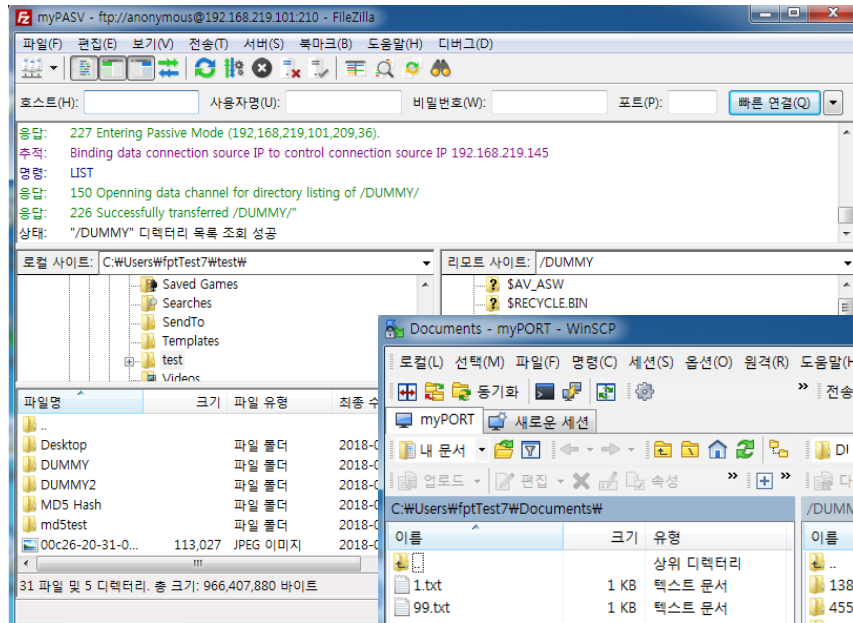 myPASV - ftp://anonymous@192.168.219.101:210 - FileZilla
파일(F) 편집(E) 보기(V) 전송(T) 서버(S) 북마크(B) 도움말(H) 디버그(D)
호스트(H): 사용자명(U): 비밀번호(W): 포트(P): 빠른 연결(Q)
응답: 227 Entering Passive Mode (192,168,219,101,209,36).
추적: Binding data connection source IP to control connection source IP 192.168.219.145
명령: LIST
응답: 150 Openning data channel for directory listing of /DUMMY/
응답: 226 Successfully transferred /DUMMY/"
상태: "/DUMMY" 디렉터리 목록 조회 성공
로컬 사이트: C:₩Users₩fptTest7₩test₩
리모트 사이트: /DUMMY
Saved Games
Searches
SendTo
Templates
test
Videos
$AV_ASW
$RECYCLE.BIN
파일명 크기 파일 유형 최종 수
..
Desktop 파일 폴더 2018-0
DUMMY 파일 폴더 2018-0
DUMMY2 파일 폴더 2018-0
MD5 Hash 파일 폴더 2018-0
md5test 파일 폴더 2018-0
00c26-20-31-0... 113,027 JPEG 이미지 2018-0
31 파일 및 5 디렉터리. 총 크기: 966,407,880 바이트
Documents - myPORT - WinSCP
로컬(L) 선택(M) 파일(F) 명령(C) 세션(S) 옵션(O) 원격(R) 도움말(H
동기화 » 전송
myPORT 새로운 세션
내 문서 DI
업로드 편집 속성 » » 다
C:₩Users₩fptTest7₩Documents₩ /DUMM
이름 크기 유형 이름
.. 상위 디렉터리 ..
1.txt 1 KB 텍스트 문서 138
99.txt 1 KB 텍스트 문서 455